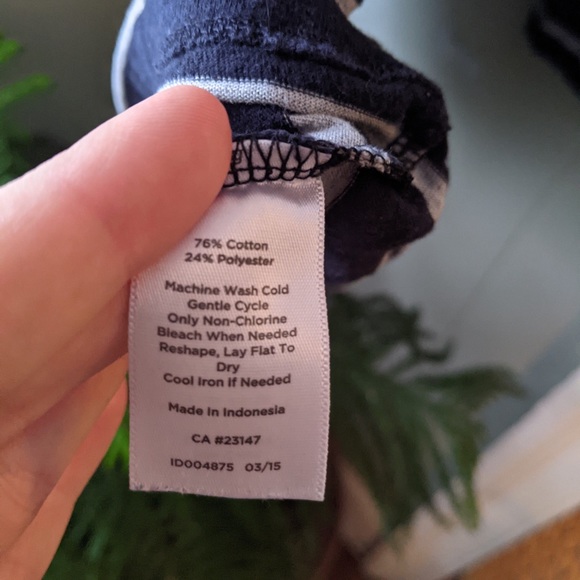 76% Cotton
24% Polyester
Machine Wash Cold
Gentle Cycle
Only Non-Chlorine
Bleach When Needed
Reshape, Lay Flat To
Dry
Cool Iron if Needed
Made In Indonesia
CA #23147
ID004875 03/15